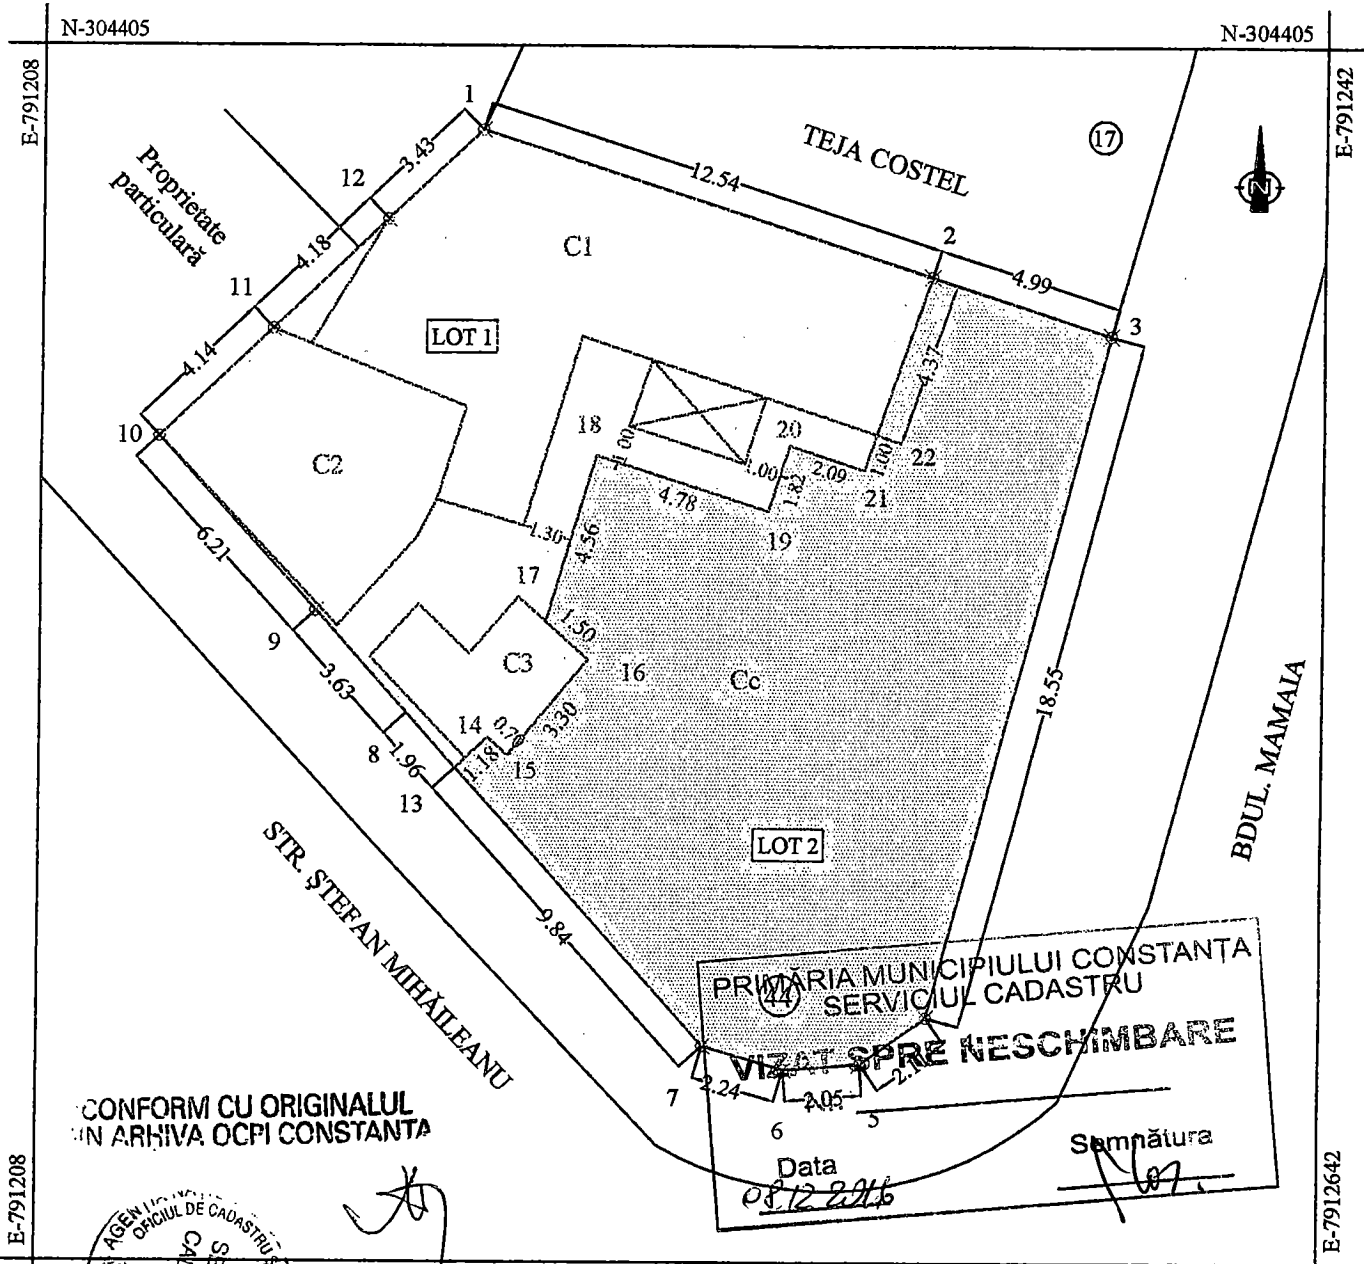 N-304405
N-304405
E-791208
E-791242
1
3.43
12
4.18
Proprietate
particulară
11
4.14
10
TEJA COSTEL
17
12.54
C1
2
4.99
3
N
LOT 1
4.37
18
20
22
1.00
1.00
2.09
1.00
1.82
21
4.78
19
C2
1.30
4.56
17
1.50
6.21
9
C3
16
Cc
3.63
14
0.70
3.30
8
1.18
15
1.96
13
18.55
BDUL. MAMAIA
LOT 2
STR. ŞTEFAN MIHĂILEANU
9.84
PRIMĂRIA MUNICIPIULUI CONSTANȚA
44
SERVICIUL CADASTRU
VIZAT SPRE NESCHIMBARE
7
2.24
2.05
6
5
Data
Semnătura
08.12.2016
CONFORM CU ORIGINALUL
IN ARHIVA OCPI CONSTANTA
OFICIUL DE CADASTRU
E-791208
E-7912642